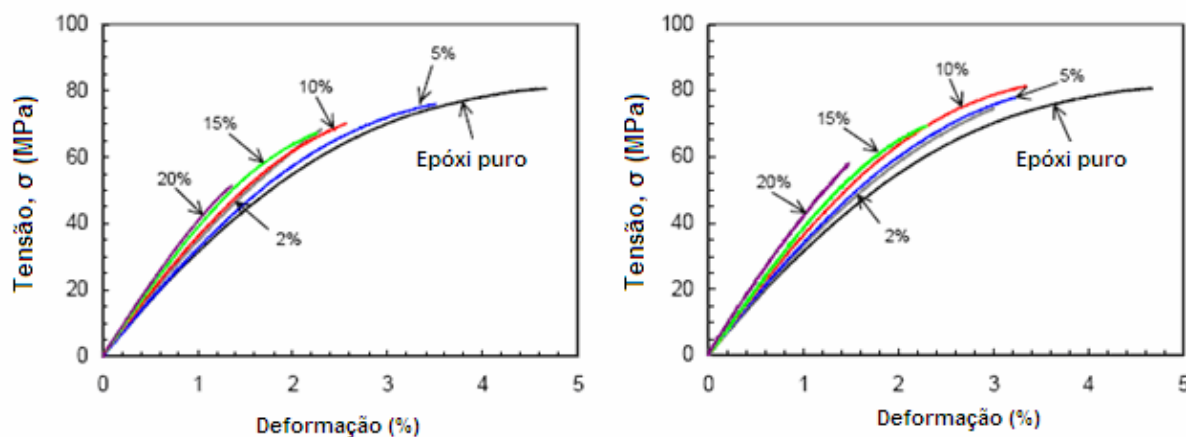 100
80
60
40
20
0
Tensão, σ (MPa)
5%
10%
15%
Epóxi puro
20%
2%
0 1 2 3 4 5
Deformação (%)
100
80
60
40
20
0
Tensão, σ (MPa)
10%
5%
15%
Epóxi puro
20%
2%
0 1 2 3 4 5
Deformação (%)